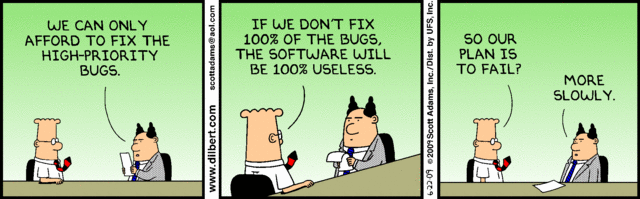 WE CAN ONLY
AFFORD TO FIX THE
HIGH-PRIORITY
BUGS.
www.dilbert.com
scottadams@aol.com
IF WE DON'T FIX
100% OF THE BUGS,
THE SOFTWARE WILL
BE 100% USELESS.
6-22-09 ©2009 Scott Adams, Inc./Dist. by UFS, Inc.
SO OUR
PLAN IS
TO FAIL?
MORE
SLOWLY.